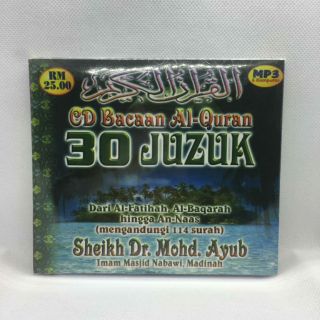 RM
25.00
القرآن الكريم
MP3
CD Bacaan Al-Quran
30 JUZUK
Dari Al-Fatihah Al-Baqarah
hingga An-Naas
(mengandungi 114 surah)
Sheikh Dr. Mohd. Ayub
Imam Masjid Nabawi, Madinah